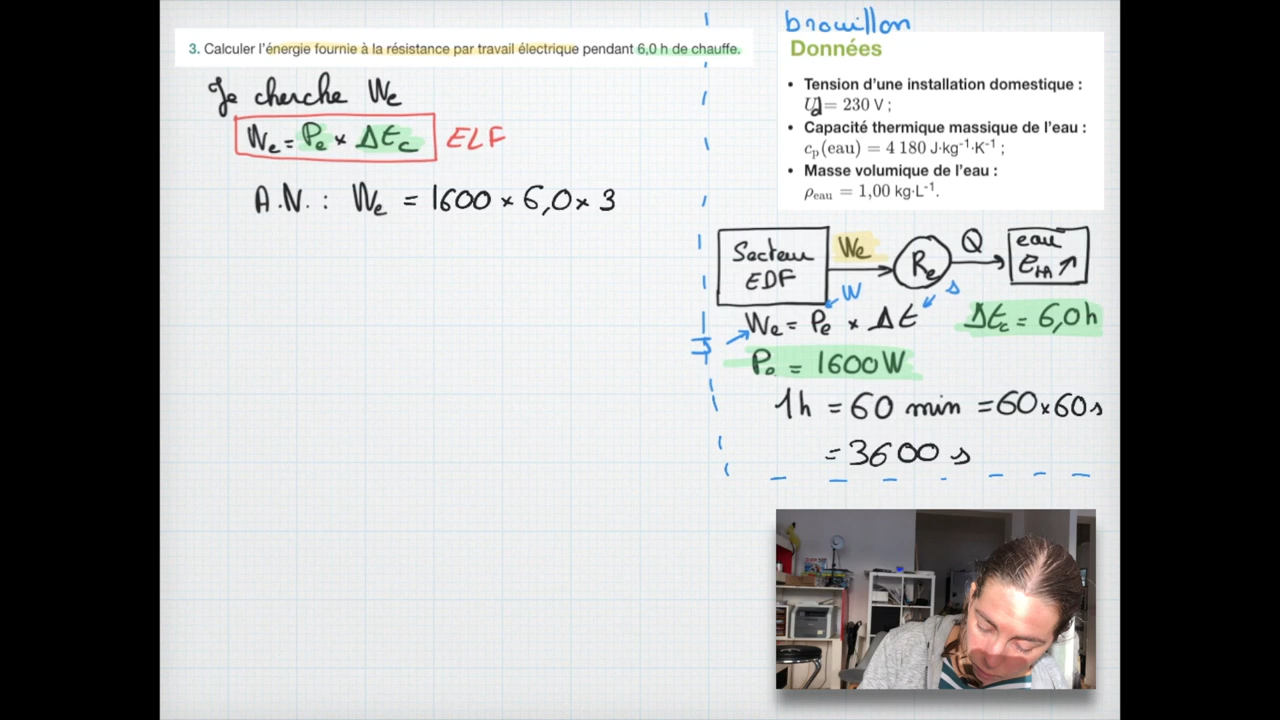 3. Calculer l'énergie fournie à la résistance par travail électrique pendant 6,0 h de chauffe.
Je cherche We
We = Pe × Δtc ELF
A.N. : We = 1600 × 6,0 × 3
brouillon
Données
• Tension d'une installation domestique :
Ud = 230 V ;
• Capacité thermique massique de l'eau :
cp(eau) = 4 180 J·kg⁻¹·K⁻¹ ;
• Masse volumique de l'eau :
ρeau = 1,00 kg·L⁻¹.
Secteur EDF
We
Re
Q
eau
ETH ↗
W
s
We = Pe × Δt
Δtc = 6,0 h
J
Pe = 1600 W
1h = 60 min = 60 × 60 s
= 3600 s